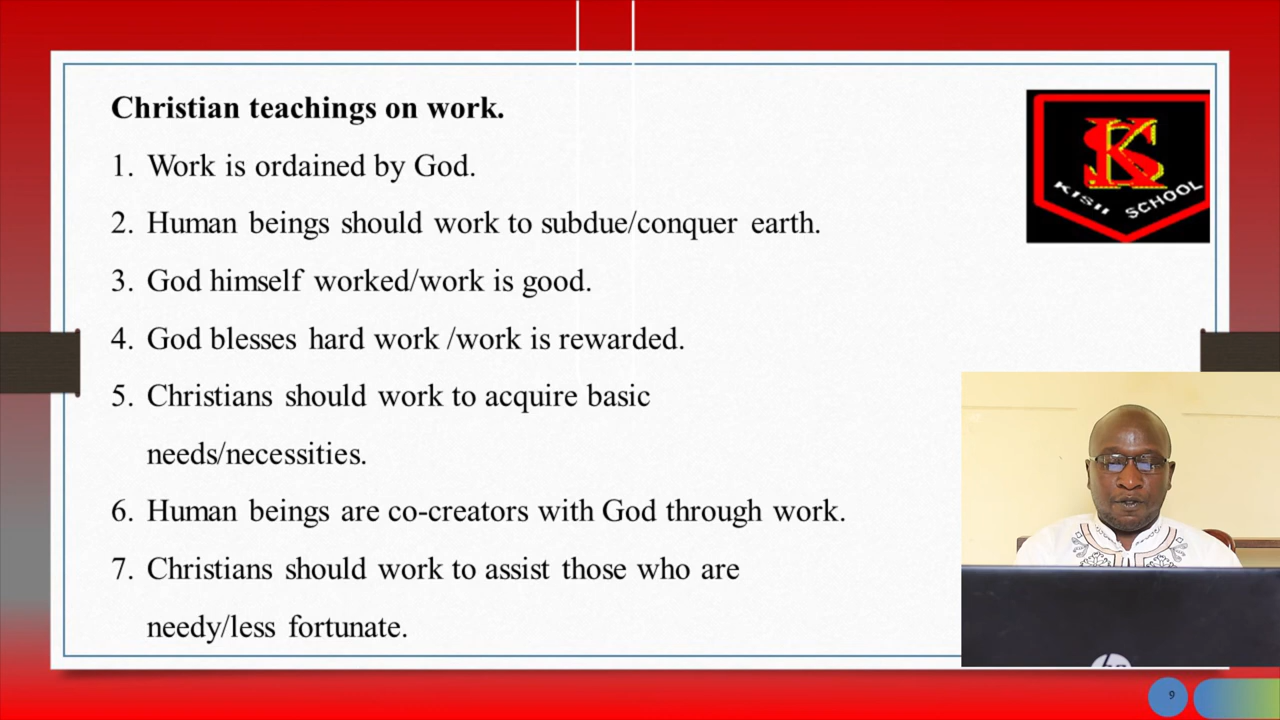 Christian teachings on work.
1. Work is ordained by God.
2. Human beings should work to subdue/conquer earth.
3. God himself worked/work is good.
4. God blesses hard work /work is rewarded.
5. Christians should work to acquire basic
needs/necessities.
6. Human beings are co-creators with God through work.
7. Christians should work to assist those who are
needy/less fortunate.
KS
KISII SCHOOL
hp
9